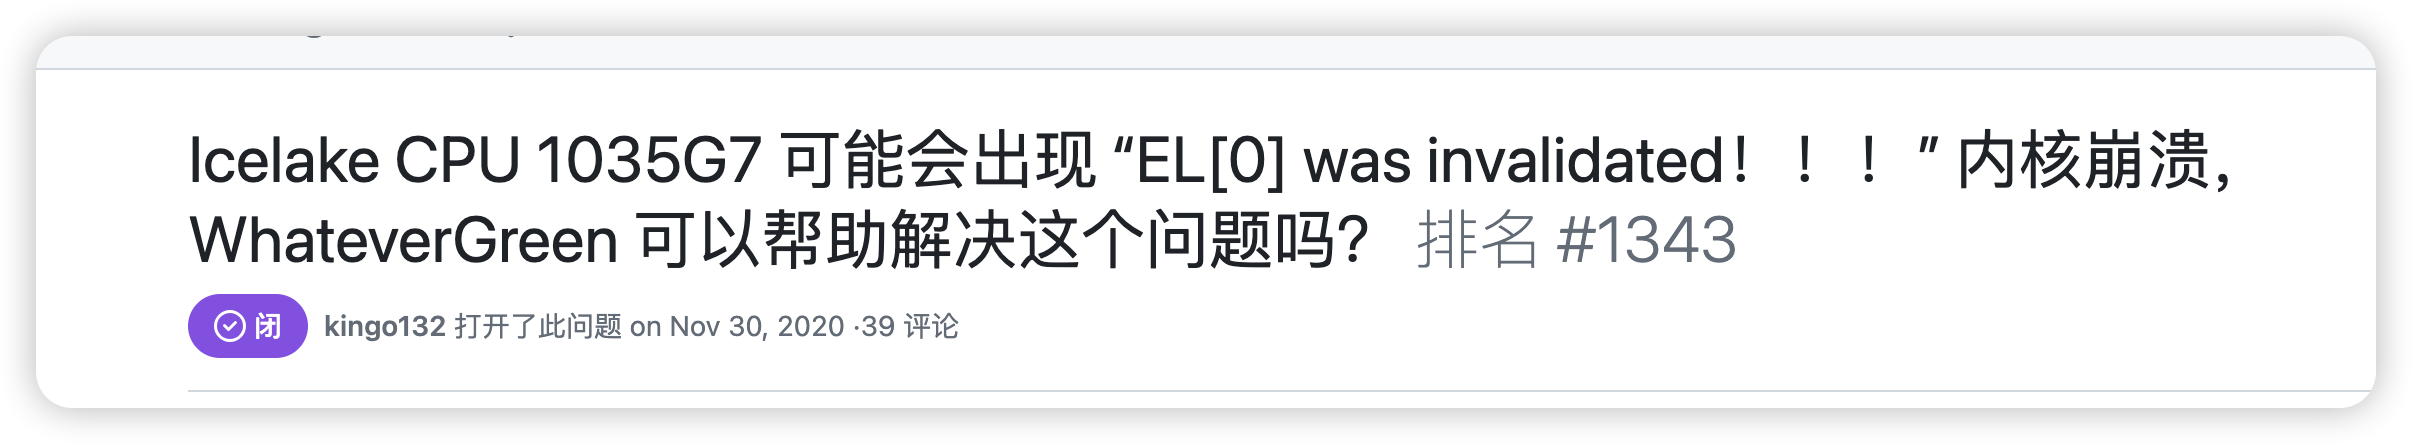 Icelake CPU 1035G7 可能会出现 “EL[0] was invalidated！！！” 内核崩溃，
WhateverGreen 可以帮助解决这个问题吗？ 排名 #1343
闭 kingo132 打开了此问题 on Nov 30, 2020 ·39 评论